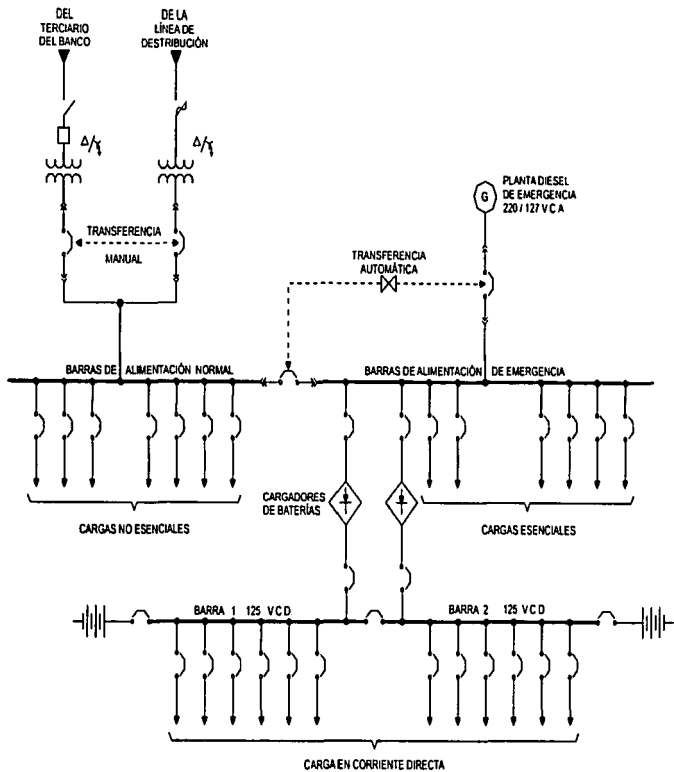 DEL
TERCIARIO
DEL BANCO
DE LA
LÍNEA DE
DESTRIBUCIÓN
Δ/Y
Δ/Y
G
PLANTA DIESEL
DE EMERGENCIA
220 / 127 V C A
TRANSFERENCIA
MANUAL
TRANSFERENCIA
AUTOMÁTICA
BARRAS DE ALIMENTACIÓN NORMAL
BARRAS DE ALIMENTACIÓN DE EMERGENCIA
CARGADORES
DE BATERÍAS
CARGAS NO ESENCIALES
CARGAS ESENCIALES
BARRA 1 125 V C D
BARRA 2 125 V C D
CARGA EN CORRIENTE DIRECTA